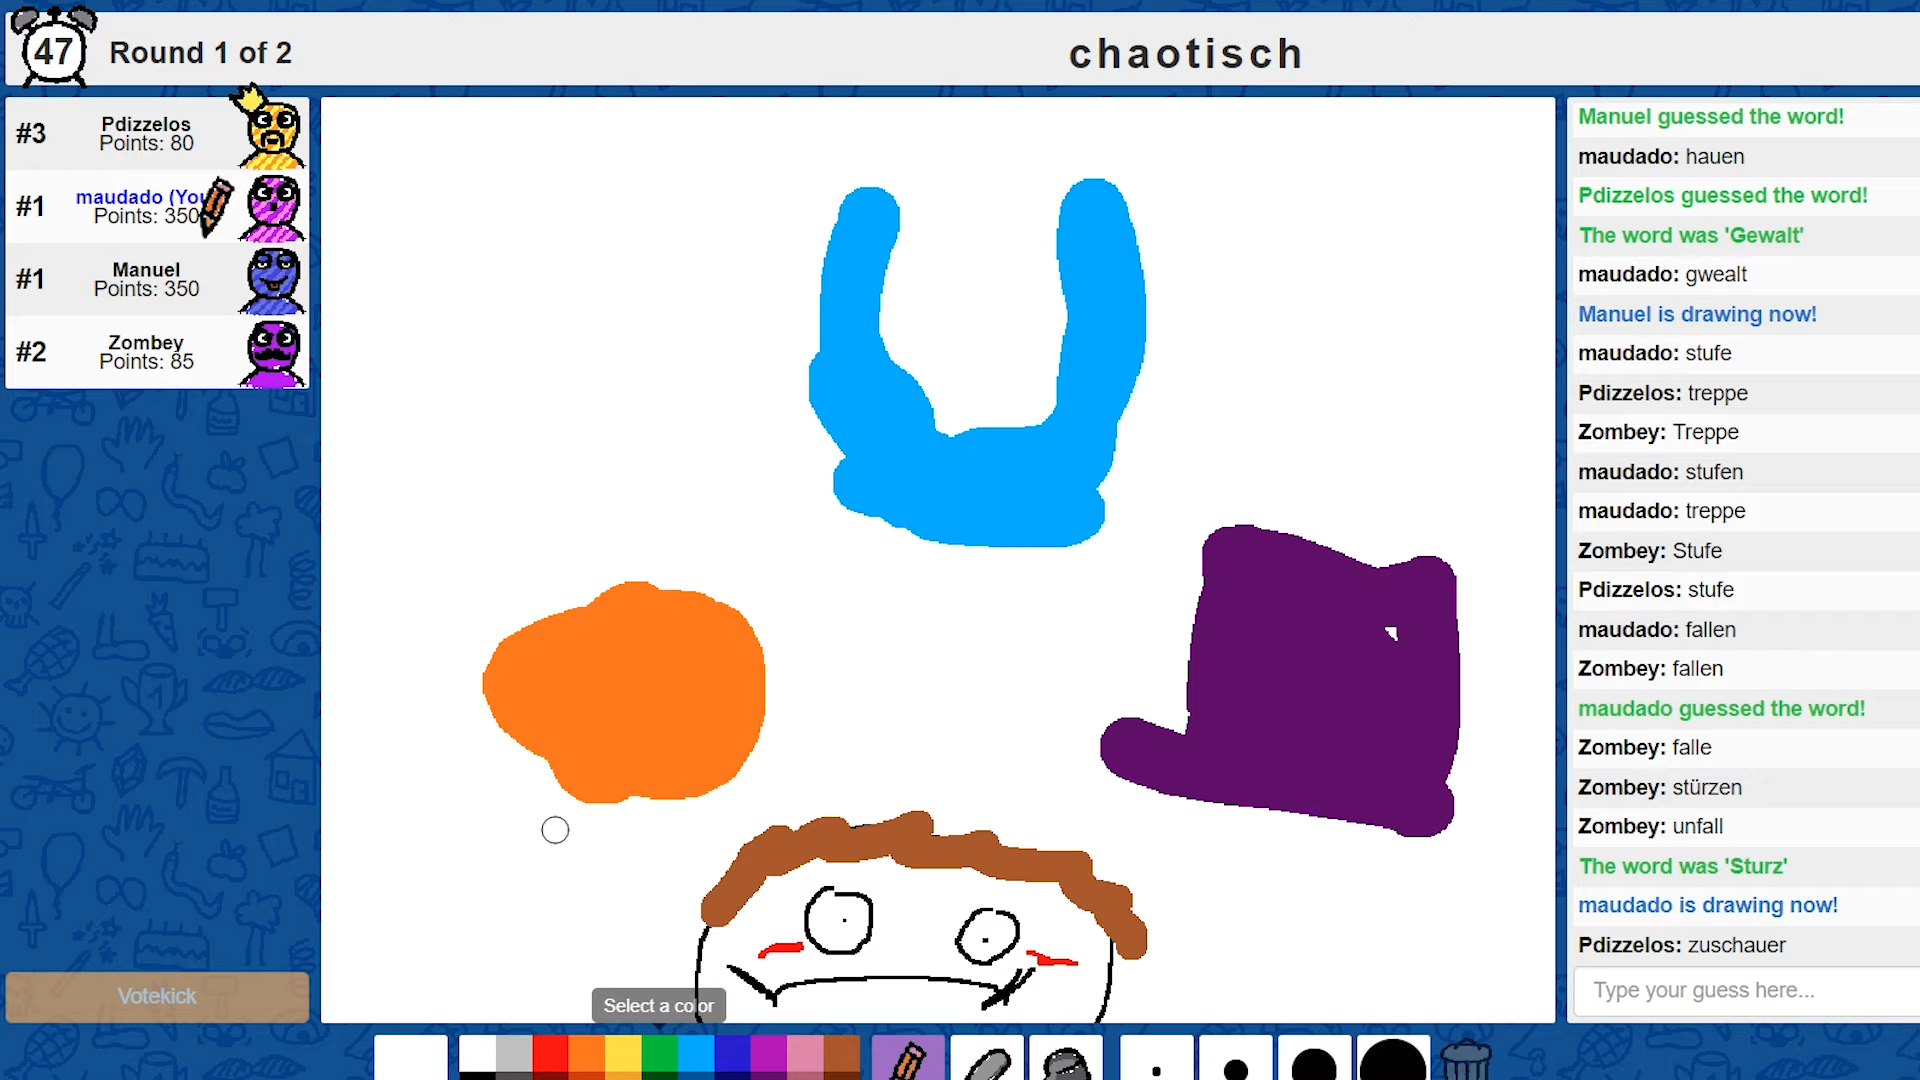 47
Round 1 of 2
chaotisch
#3
Pdizzelos
Points: 80
#1
maudado (You
Points: 350
#1
Manuel
Points: 350
#2
Zombey
Points: 85
Votekick
Manuel guessed the word!
maudado: hauen
Pdizzelos guessed the word!
The word was 'Gewalt'
maudado: gwealt
Manuel is drawing now!
maudado: stufe
Pdizzelos: treppe
Zombey: Treppe
maudado: stufen
maudado: treppe
Zombey: Stufe
Pdizzelos: stufe
maudado: fallen
Zombey: fallen
maudado guessed the word!
Zombey: falle
Zombey: stürzen
Zombey: unfall
The word was 'Sturz'
maudado is drawing now!
Pdizzelos: zuschauer
Type your guess here...
Select a color